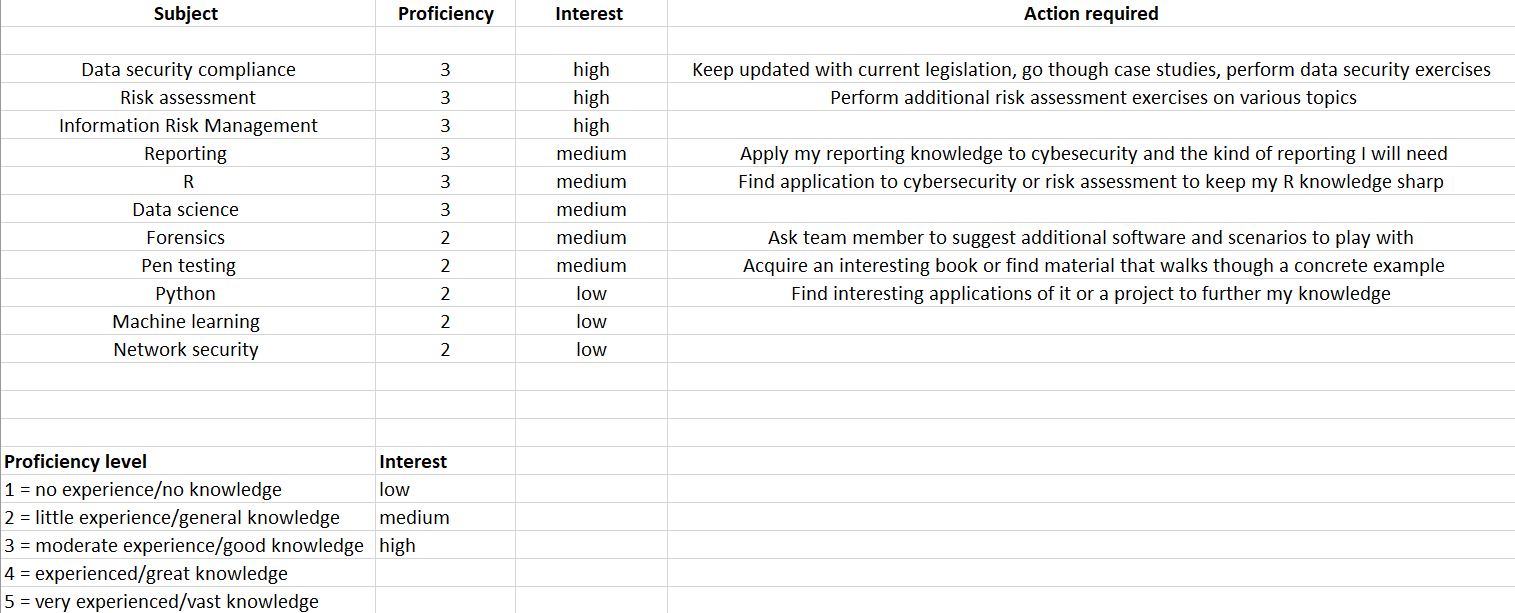 Subject Proficiency Interest Action required
Data security compliance 3 high Keep updated with current legislation, go though case studies, perform data security exercises
Risk assessment 3 high Perform additional risk assessment exercises on various topics
Information Risk Management 3 high
Reporting 3 medium Apply my reporting knowledge to cybesecurity and the kind of reporting I will need
R 3 medium Find application to cybersecurity or risk assessment to keep my R knowledge sharp
Data science 3 medium
Forensics 2 medium Ask team member to suggest additional software and scenarios to play with
Pen testing 2 medium Acquire an interesting book or find material that walks though a concrete example
Python 2 low Find interesting applications of it or a project to further my knowledge
Machine learning 2 low
Network security 2 low
Proficiency level Interest
1 = no experience/no knowledge low
2 = little experience/general knowledge medium
3 = moderate experience/good knowledge high
4 = experienced/great knowledge
5 = very experienced/vast knowledge